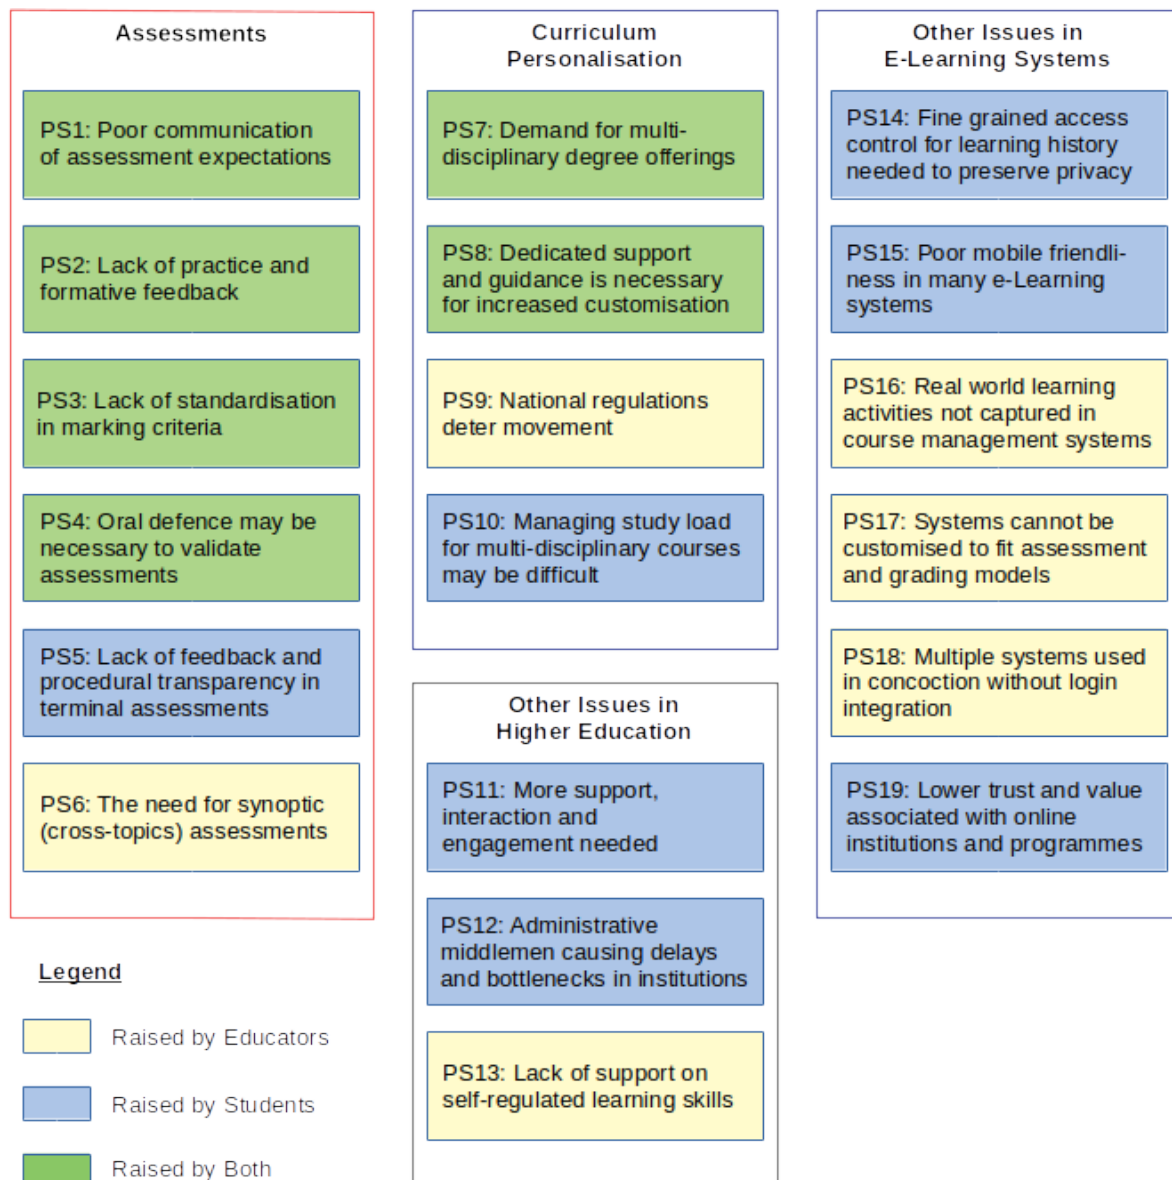 Assessments
PS1: Poor communication
of assessment expectations
PS2: Lack of practice and
formative feedback
PS3: Lack of standardisation
in marking criteria
PS4: Oral defence may be
necessary to validate
assessments
PS5: Lack of feedback and
procedural transparency in
terminal assessments
PS6: The need for synoptic
(cross-topics) assessments
Curriculum
Personalisation
PS7: Demand for multi-
disciplinary degree offerings
PS8: Dedicated support
and guidance is necessary
for increased customisation
PS9: National regulations
deter movement
PS10: Managing study load
for multi-disciplinary courses
may be difficult
Other Issues in
Higher Education
PS11: More support,
interaction and
engagement needed
PS12: Administrative
middlemen causing delays
and bottlenecks in institutions
PS13: Lack of support on
self-regulated learning skills
Other Issues in
E-Learning Systems
PS14: Fine grained access
control for learning history
needed to preserve privacy
PS15: Poor mobile friendli-
ness in many e-Learning
systems
PS16: Real world learning
activities not captured in
course management systems
PS17: Systems cannot be
customised to fit assessment
and grading models
PS18: Multiple systems used
in concoction without login
integration
PS19: Lower trust and value
associated with online
institutions and programmes
Legend
Raised by Educators
Raised by Students
Raised by Both